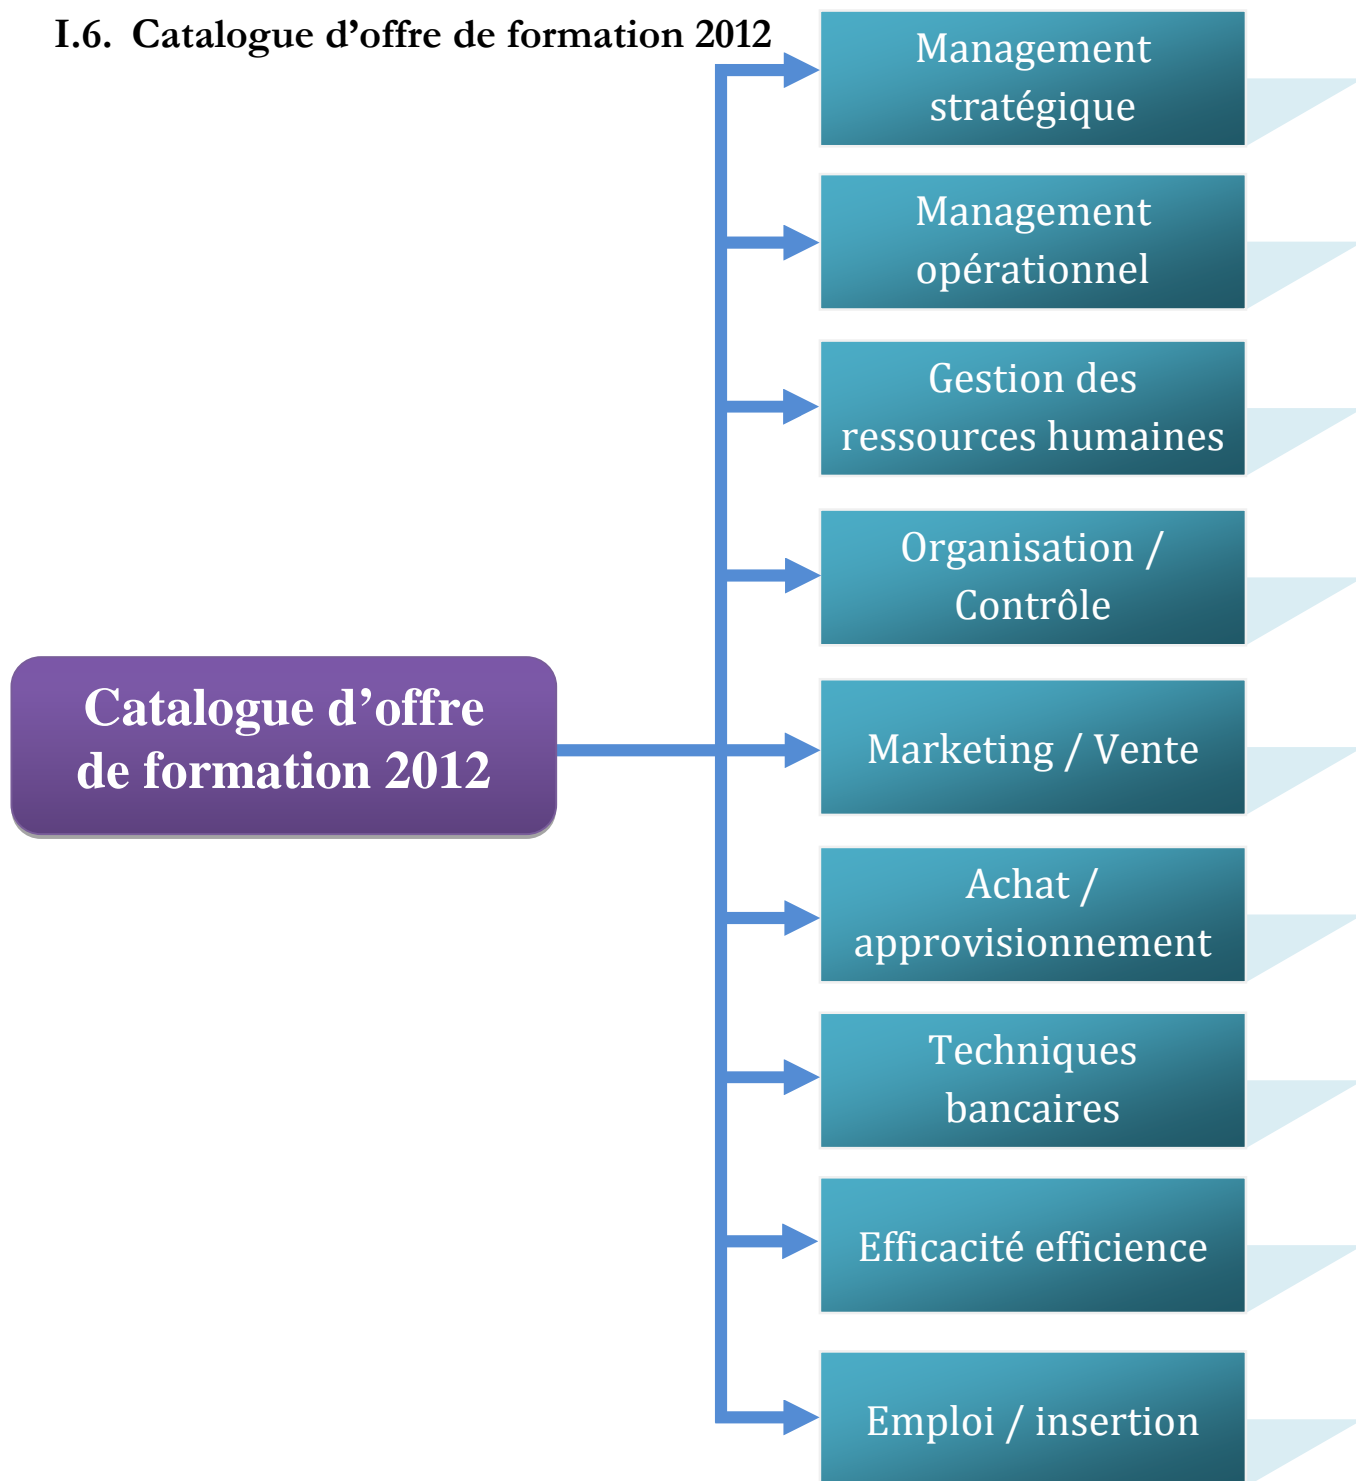 I.6. Catalogue d’offre de formation 2012
Management
stratégique
Management
opérationnel
Gestion des
ressources humaines
Organisation /
Contrôle
Catalogue d’offre
de formation 2012
Marketing / Vente
Achat /
approvisionnement
Techniques
bancaires
Efficacité efficience
Emploi / insertion